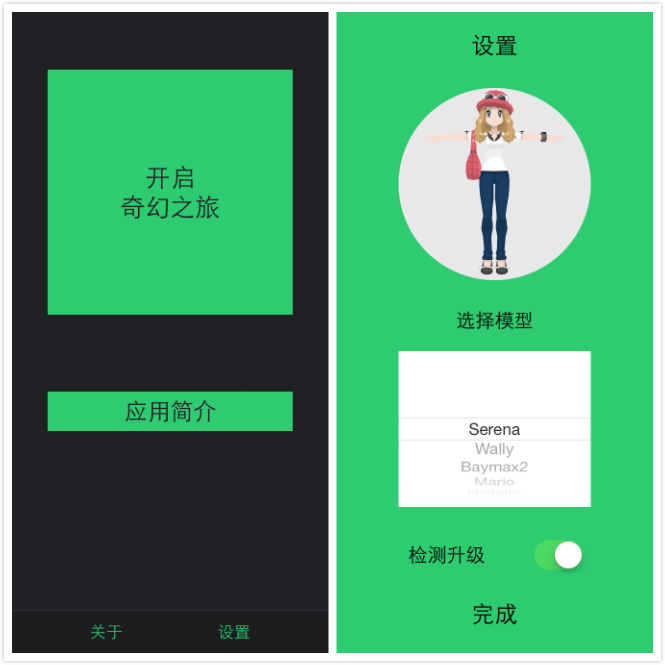 开启
奇幻之旅
应用简介
关于
设置
设置
选择模型
Serena
Wally
Baymax2
Mario
检测升级
完成